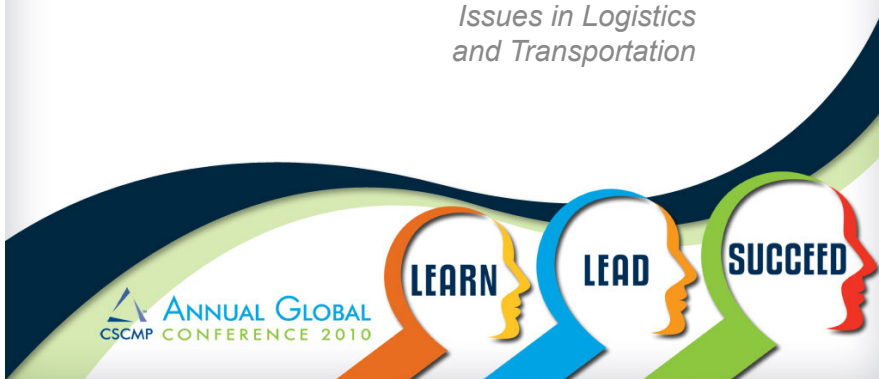 Issues in Logistics
and Transportation
LEARN
LEAD
SUCCEED
ANNUAL GLOBAL
CSCMP CONFERENCE 2010